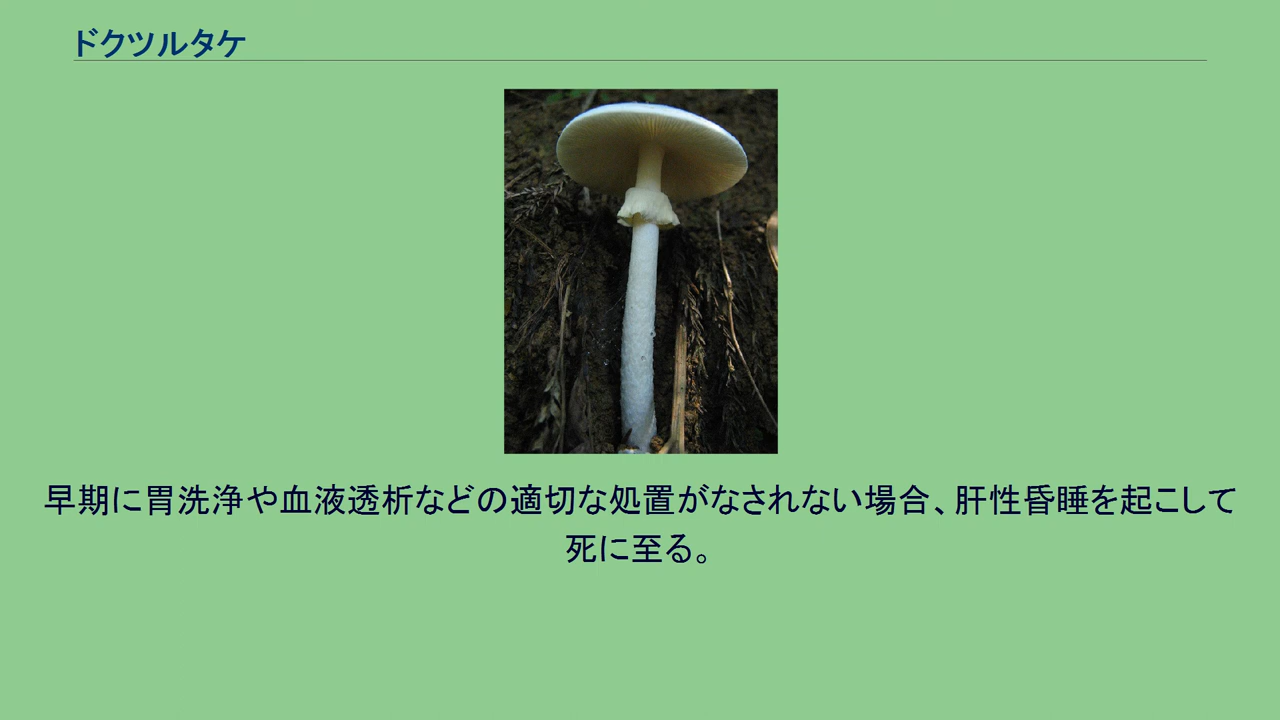 ドクツルタケ
早期に胃洗浄や血液透析などの適切な処置がなされない場合、肝性昏睡を起こして
死に至る。